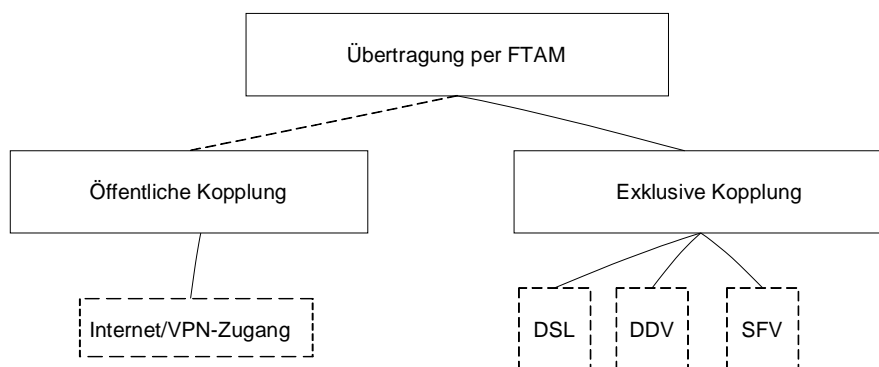 Übertragung per FTAM
Öffentliche Kopplung
Exklusive Kopplung
Internet/VPN-Zugang
DSL
DDV
SFV